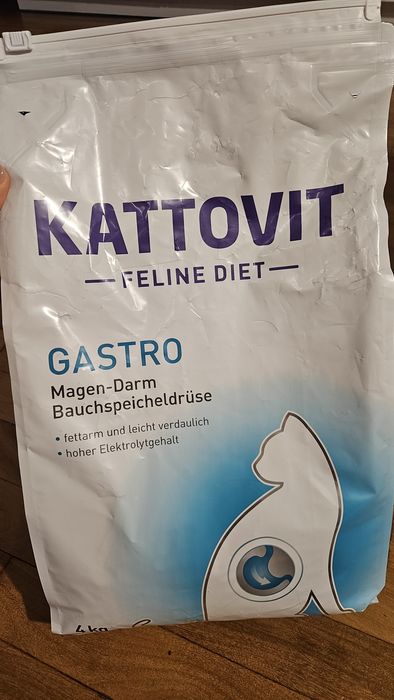 KATTOVIT
FELINE DIET
GASTRO
Magen-Darm
Bauchspeicheldrüse
• fettarm und leicht verdaulich
• hoher Elektrolytgehalt
4 kg